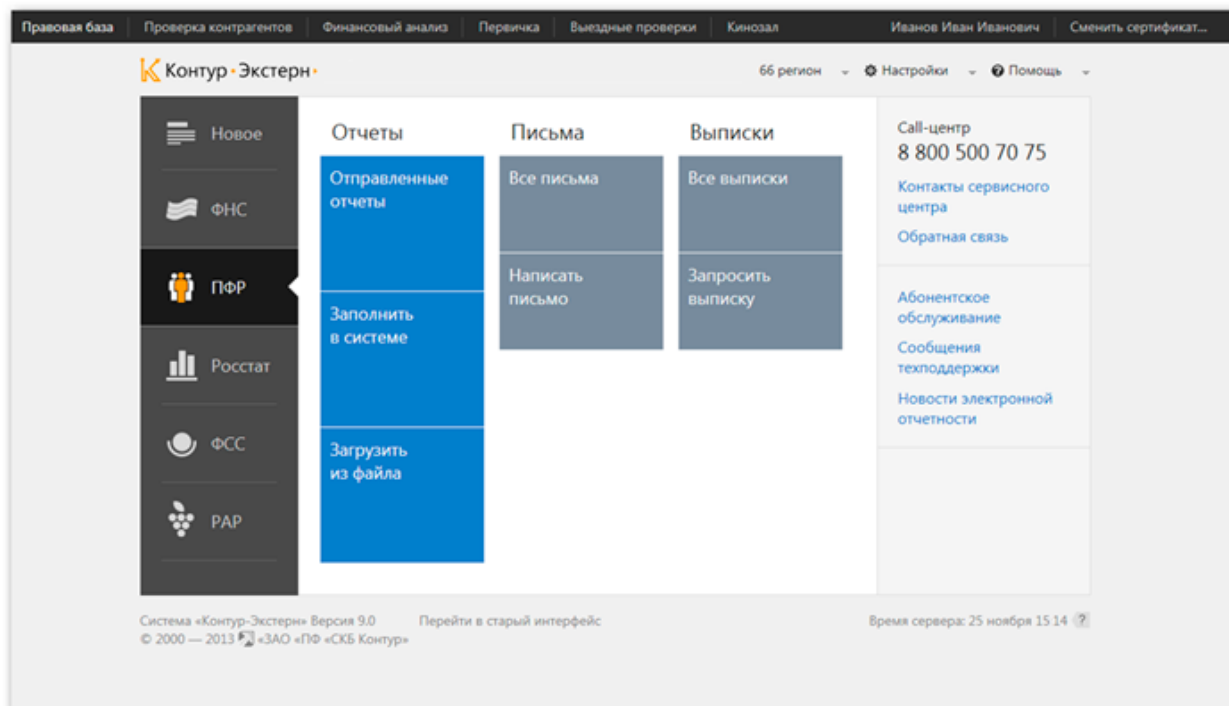 Правовая база Проверка контрагентов Финансовый анализ Первичка Выездные проверки Кинозал Иванов Иван Иванович Сменить сертификат...
Контур·Экстерн· 66 регион Настройки Помощь
Новое
ФНС
ПФР
Росстат
ФСС
РАР
Отчеты
Отправленные
отчеты
Заполнить
в системе
Загрузить
из файла
Письма
Все письма
Написать
письмо
Выписки
Все выписки
Запросить
выписку
Call-центр
8 800 500 70 75
Контакты сервисного
центра
Обратная связь
Абонентское
обслуживание
Сообщения
техподдержки
Новости электронной
отчетности
Система «Контур-Экстерн» Версия 9.0 Перейти в старый интерфейс Время сервера: 25 ноября 15:14 ?
© 2000 — 2013 «ЗАО «ПФ «СКБ Контур»